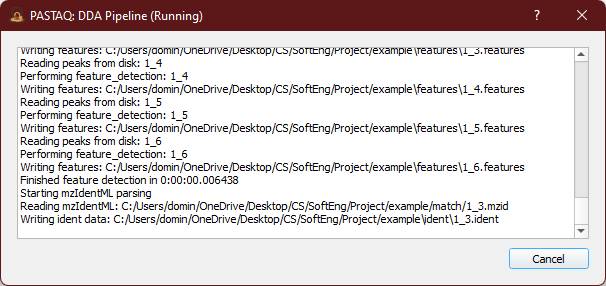 PASTAQ: DDA Pipeline (Running)
Writing features: C:/Users/domin/OneDrive/Desktop/CS/SoftEng/Project/example\features\1_3.features
Reading peaks from disk: 1_4
Performing feature_detection: 1_4
Writing features: C:/Users/domin/OneDrive/Desktop/CS/SoftEng/Project/example\features\1_4.features
Reading peaks from disk: 1_5
Performing feature_detection: 1_5
Writing features: C:/Users/domin/OneDrive/Desktop/CS/SoftEng/Project/example\features\1_5.features
Reading peaks from disk: 1_6
Performing feature_detection: 1_6
Writing features: C:/Users/domin/OneDrive/Desktop/CS/SoftEng/Project/example\features\1_6.features
Finished feature detection in 0:00:00.006438
Starting mzIdentML parsing
Reading mzIdentML: C:/Users/domin/OneDrive/Desktop/CS/SoftEng/Project/example/match/1_3.mzid
Writing ident data: C:/Users/domin/OneDrive/Desktop/CS/SoftEng/Project/example\ident\1_3.ident
Cancel